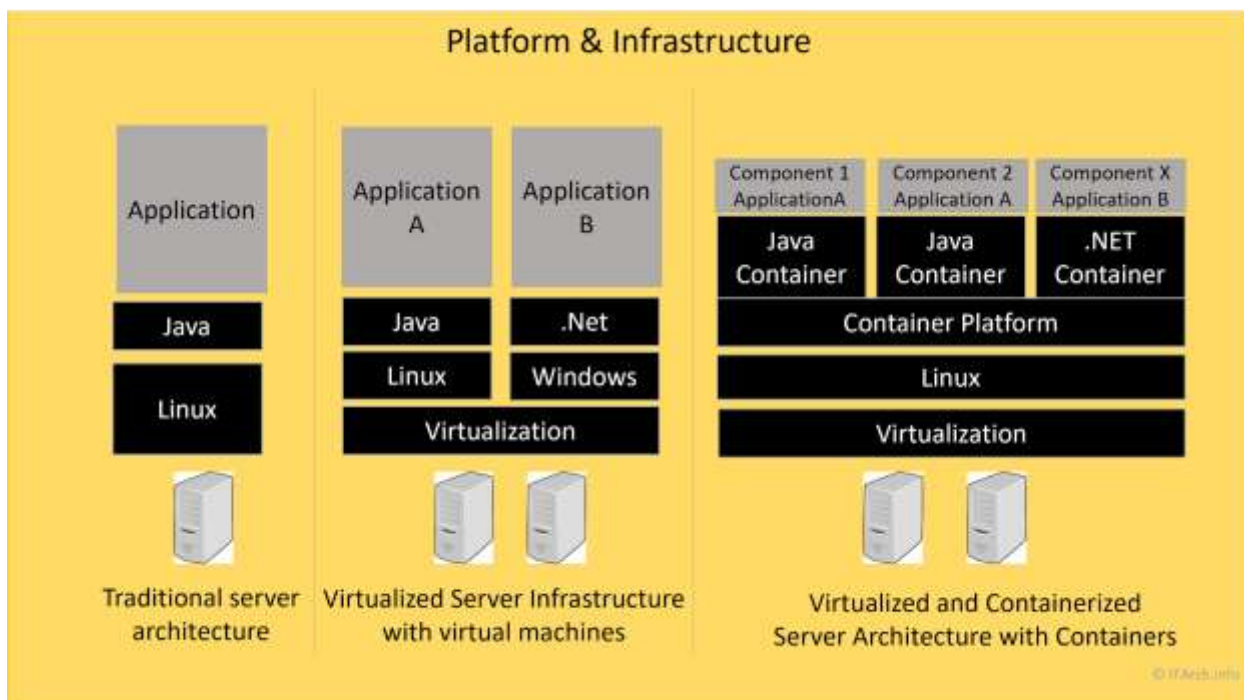 Platform & Infrastructure
Application
Java
Linux
Traditional server
architecture
Application
A
Application
B
Java
.Net
Linux
Windows
Virtualization
Virtualized Server Infrastructure
with virtual machines
Component 1
ApplicationA
Component 2
Application A
Component X
Application B
Java
Container
Java
Container
.NET
Container
Container Platform
Linux
Virtualization
Virtualized and Containerized
Server Architecture with Containers